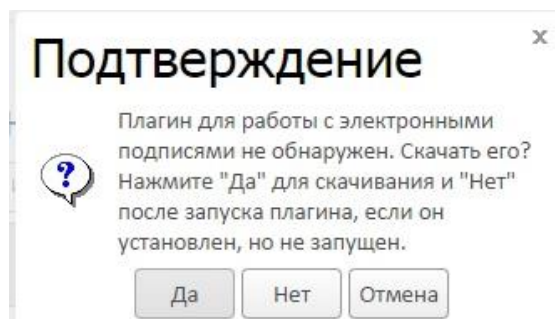 Подтверждение
x
Плагин для работы с электронными
подписями не обнаружен. Скачать его?
Нажмите "Да" для скачивания и "Нет"
после запуска плагина, если он
установлен, но не запущен.
Да
Нет
Отмена